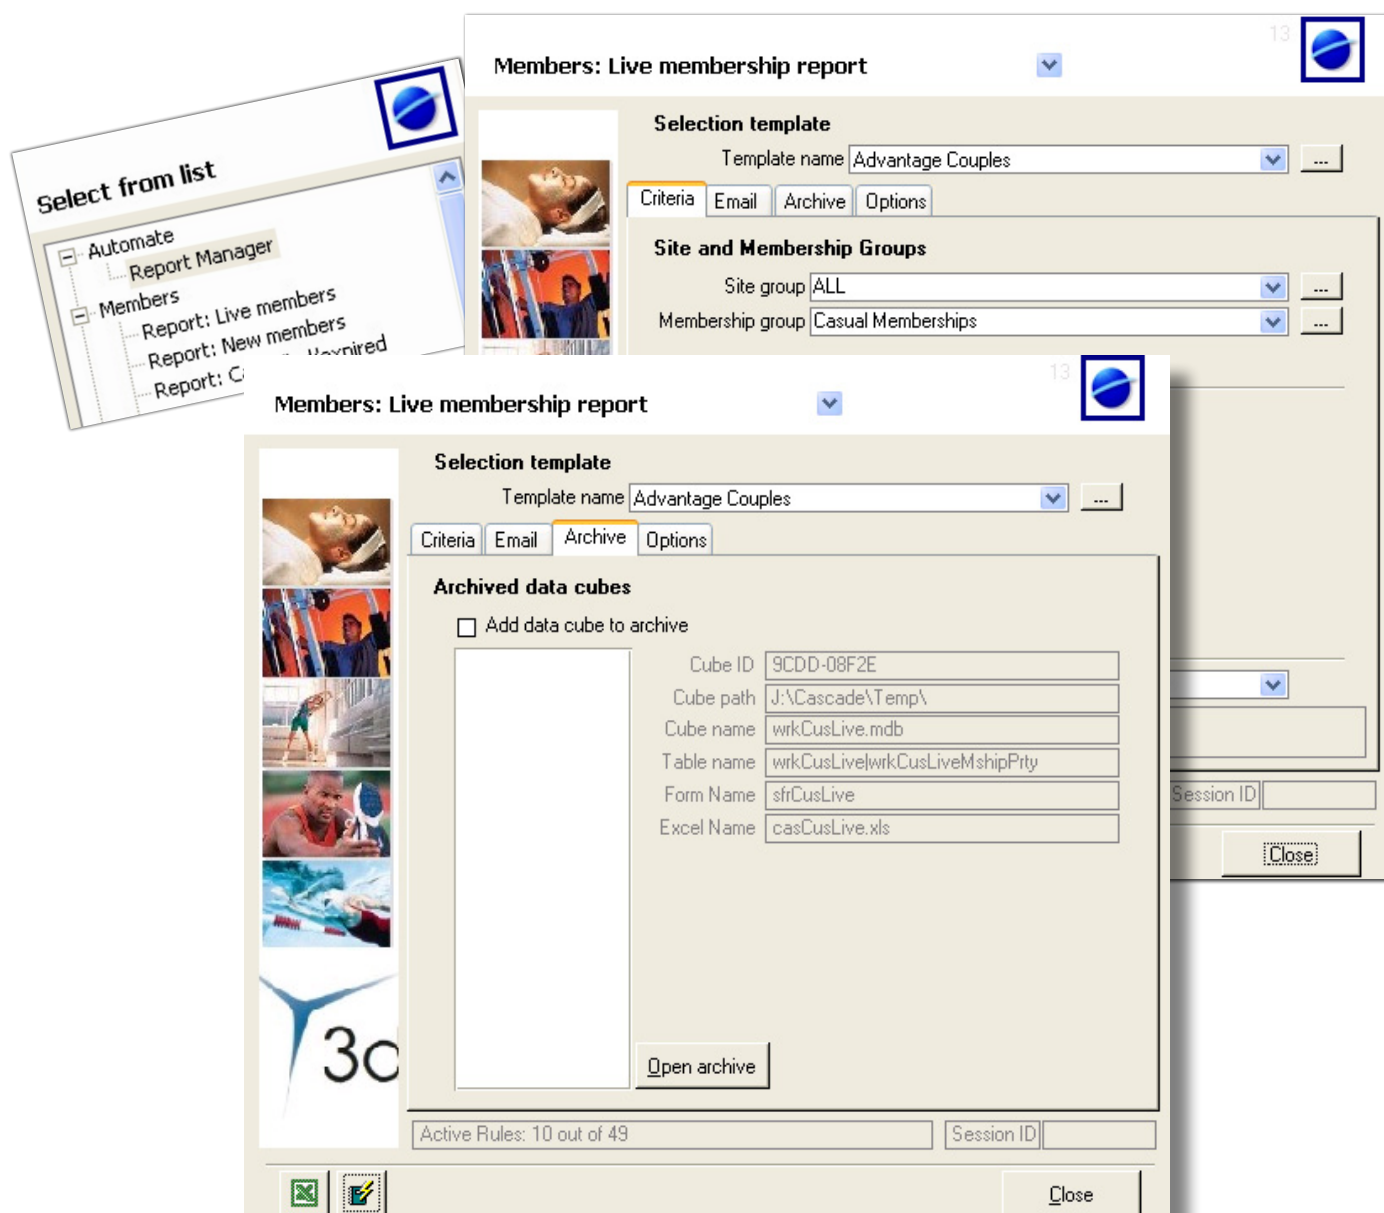 Select from list
Automate
Report Manager
Members
Report: Live members
Report: New members
Report: C
13
Members: Live membership report
Selection template
Template name Advantage Couples ...
Criteria Email Archive Options
Site and Membership Groups
Site group ALL ...
Membership group Casual Memberships ...
Session ID
Close
13
Members: Live membership report
Selection template
Template name Advantage Couples ...
Criteria Email Archive Options
Archived data cubes
Add data cube to archive
Cube ID 9CDD-08F2E
Cube path J:\Cascade\Temp\
Cube name wrkCusLive.mdb
Table name wrkCusLive|wrkCusLiveMshipPrty
Form Name sfrCusLive
Excel Name casCusLive.xls
Open archive
3d
Active Rules: 10 out of 49 Session ID
Close